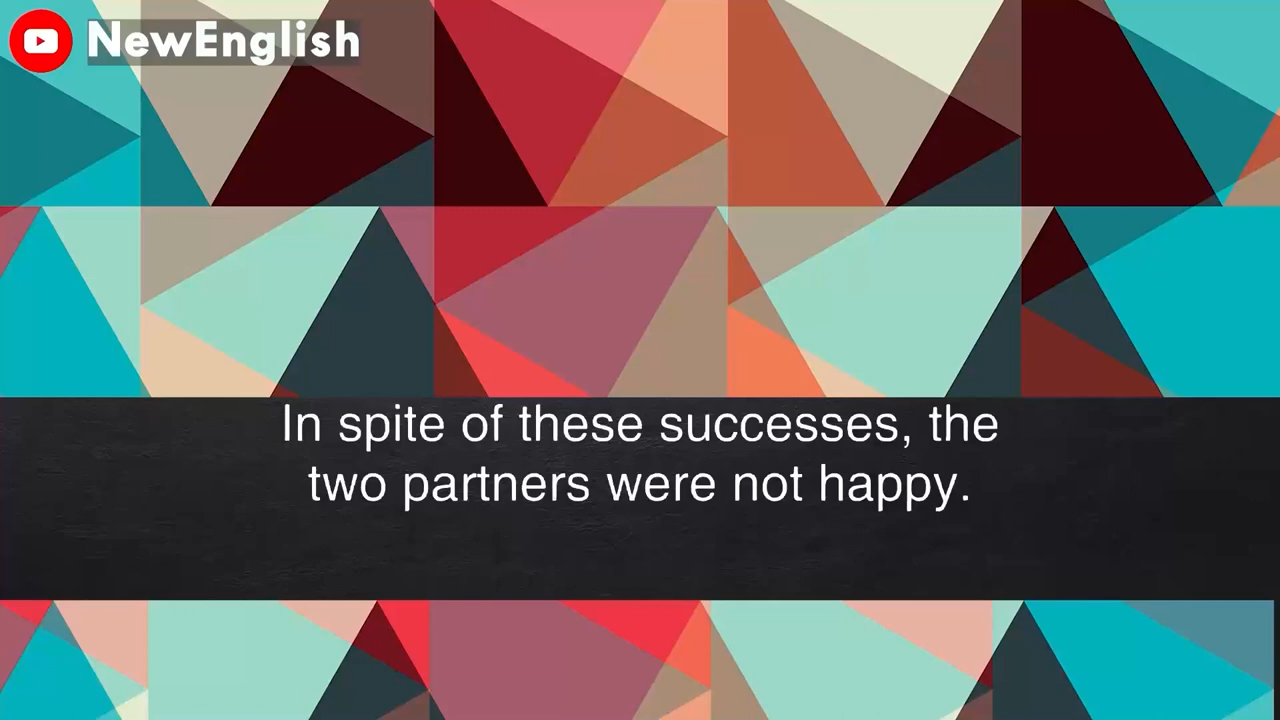 NewEnglish
In spite of these successes, the
two partners were not happy.